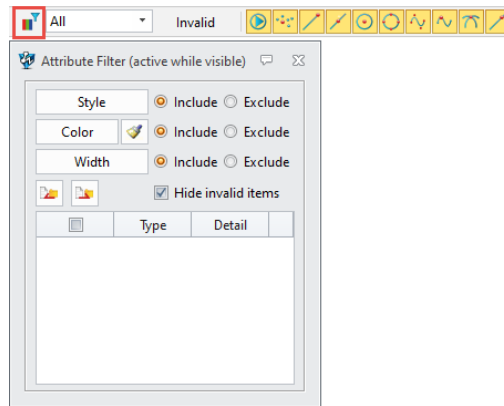 All Invalid
Attribute Filter (active while visible)
Style Include Exclude
Color Include Exclude
Width Include Exclude
Hide invalid items
Type Detail